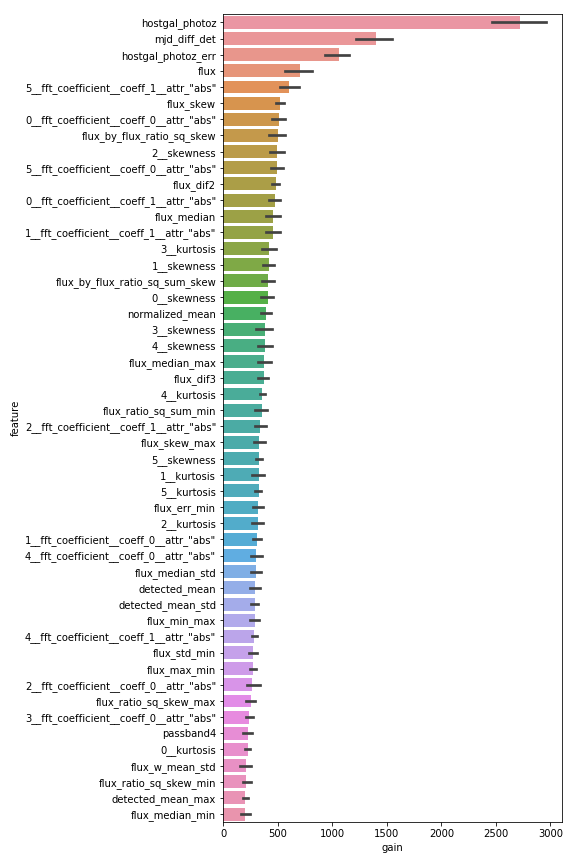 hostgal_photoz
mjd_diff_det
hostgal_photoz_err
flux
5__fft_coefficient__coeff_1__attr_"abs"
flux_skew
0__fft_coefficient__coeff_0__attr_"abs"
flux_by_flux_ratio_sq_skew
2__skewness
5__fft_coefficient__coeff_0__attr_"abs"
flux_dif2
0__fft_coefficient__coeff_1__attr_"abs"
flux_median
1__fft_coefficient__coeff_1__attr_"abs"
3__kurtosis
1__skewness
flux_by_flux_ratio_sq_sum_skew
0__skewness
normalized_mean
3__skewness
4__skewness
flux_median_max
flux_dif3
4__kurtosis
flux_ratio_sq_sum_min
2__fft_coefficient__coeff_1__attr_"abs"
flux_skew_max
5__skewness
1__kurtosis
5__kurtosis
flux_err_min
2__kurtosis
1__fft_coefficient__coeff_0__attr_"abs"
4__fft_coefficient__coeff_0__attr_"abs"
flux_median_std
detected_mean
detected_mean_std
flux_min_max
4__fft_coefficient__coeff_1__attr_"abs"
flux_std_min
flux_max_min
2__fft_coefficient__coeff_0__attr_"abs"
flux_ratio_sq_skew_max
3__fft_coefficient__coeff_0__attr_"abs"
passband4
0__kurtosis
flux_w_mean_std
flux_ratio_sq_skew_min
detected_mean_max
flux_median_min
feature
0 500 1000 1500 2000 2500 3000
gain